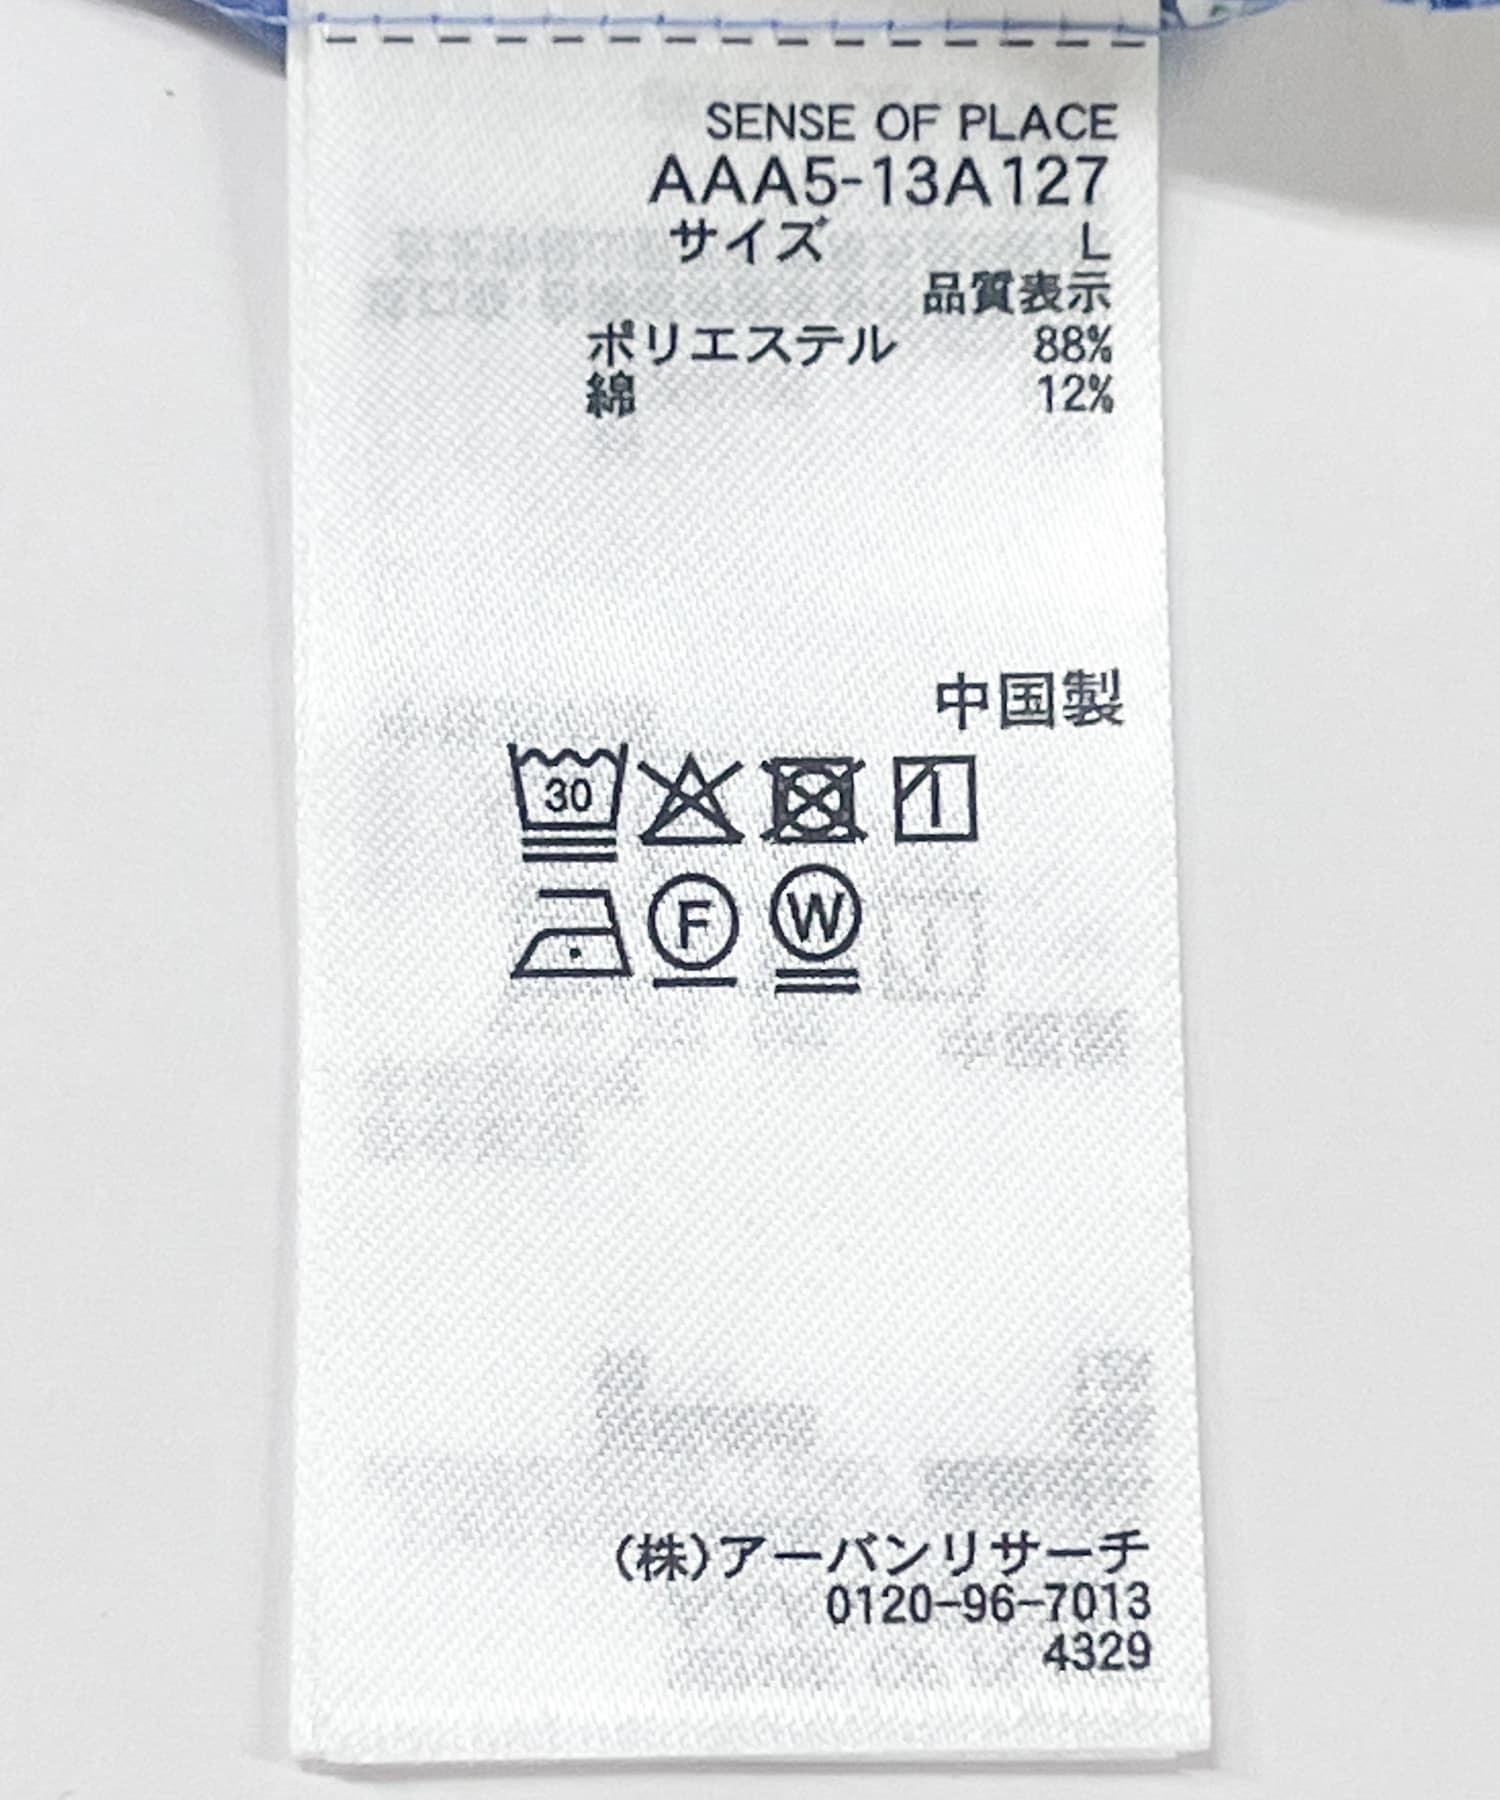 SENSE OF PLACE
AAA5-13A127
サイズ L
品質表示
ポリエステル 88%
綿 12%
中国製
30
F W
(株)アーバンリサーチ
0120-96-7013
4329